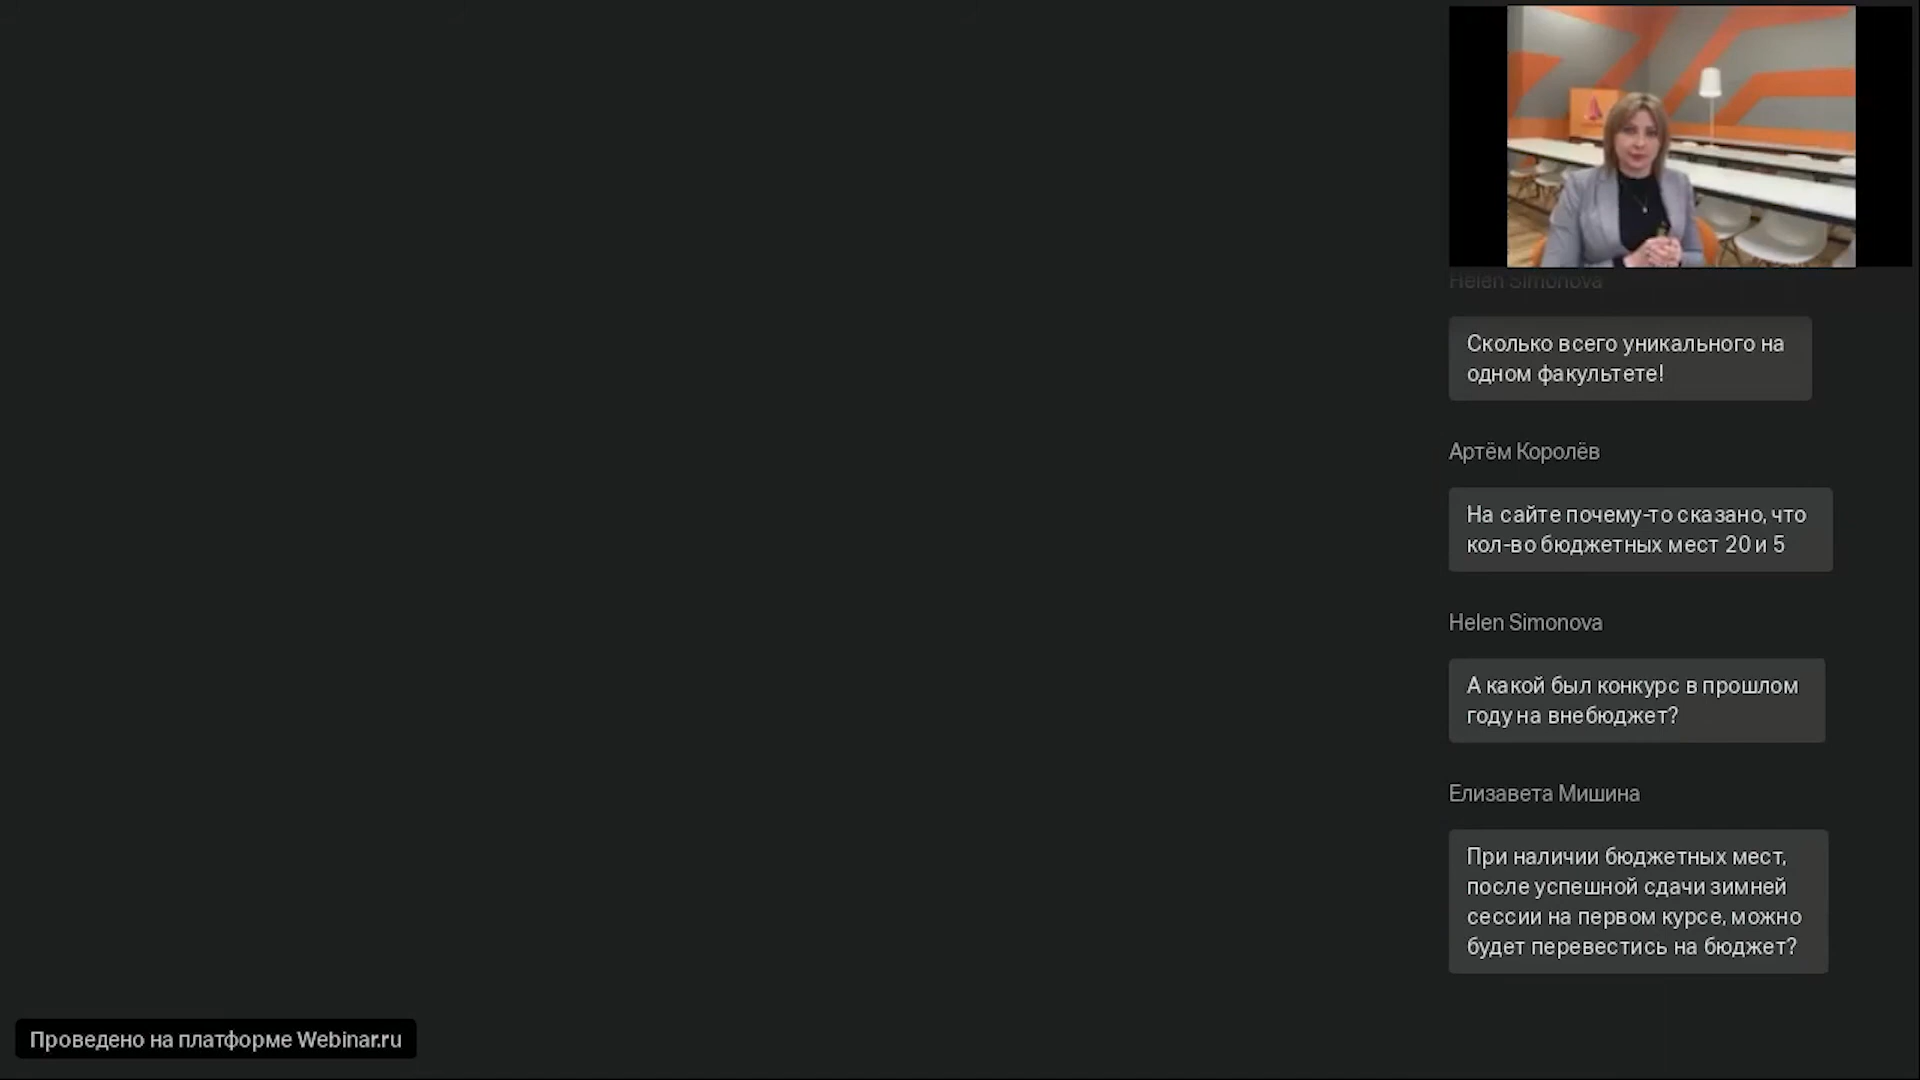 Helen Simonova
Сколько всего уникального на
одном факультете!
Артём Королёв
На сайте почему-то сказано, что
кол-во бюджетных мест 20 и 5
Helen Simonova
А какой был конкурс в прошлом
году на внебюджет?
Елизавета Мишина
При наличии бюджетных мест,
после успешной сдачи зимней
сессии на первом курсе, можно
будет перевестись на бюджет?
Проведено на платформе Webinar.ru